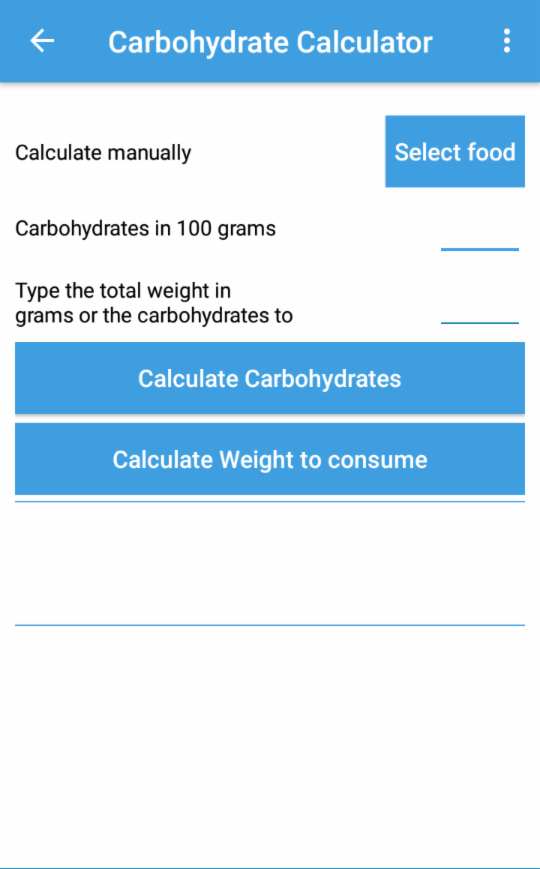 Carbohydrate Calculator
Calculate manually
Select food
Carbohydrates in 100 grams
Type the total weight in
grams or the carbohydrates to
Calculate Carbohydrates
Calculate Weight to consume